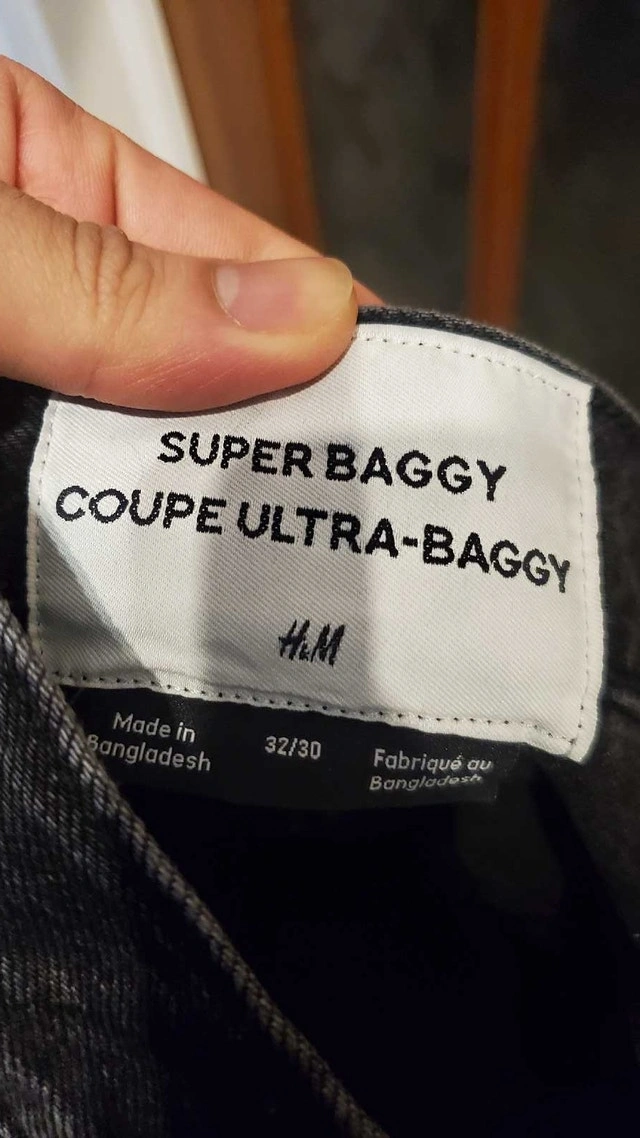 SUPER BAGGY
COUPE ULTRA-BAGGY
H&M
Made in
Bangladesh
32/30
Fabriqué au
Bangladesh